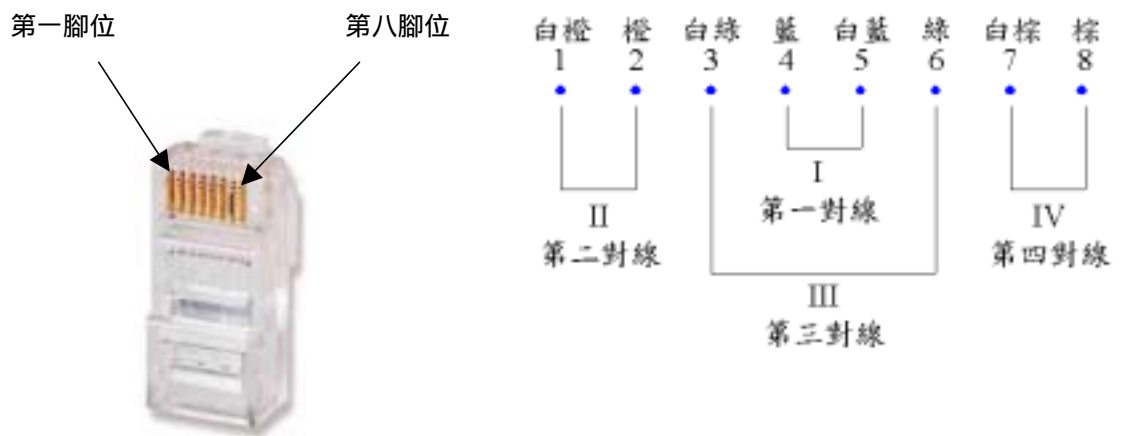 第一腳位 第八腳位
白橙 橙 白綠 藍 白藍 綠 白棕 棕
1 2 3 4 5 6 7 8
I
第一對線
II
第二對線
IV
第四對線
III
第三對線